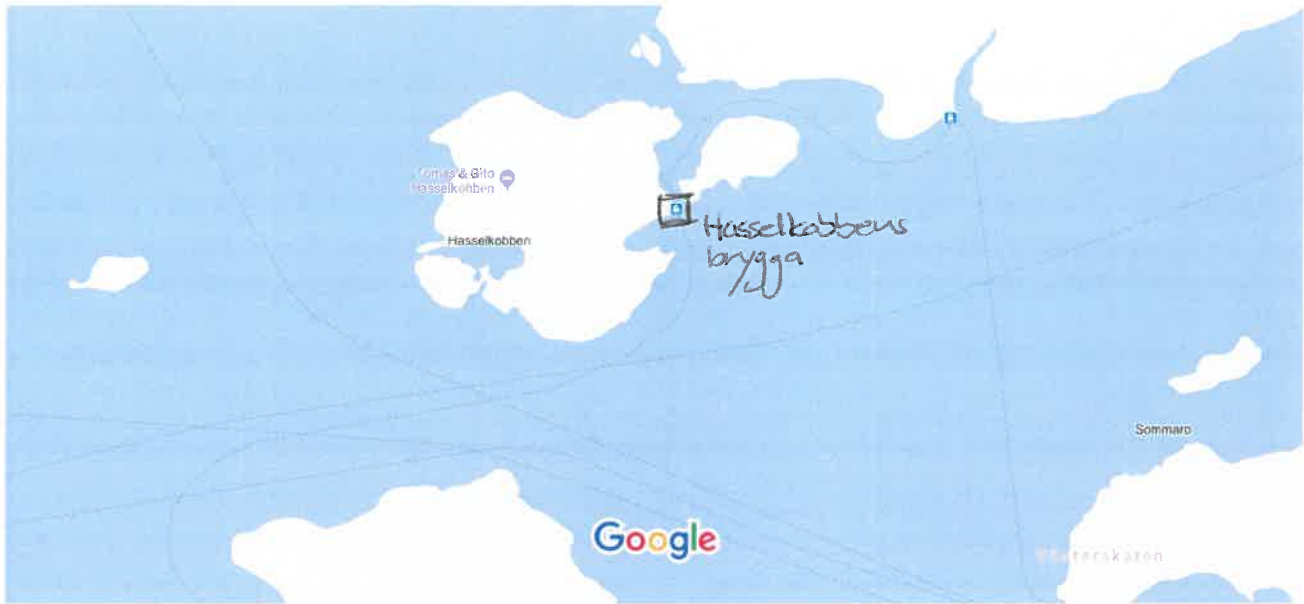 Tomas & Gito
Hasselkobben
Hasselkobbens
brygga
Hasselkobben
Sommarö
Google